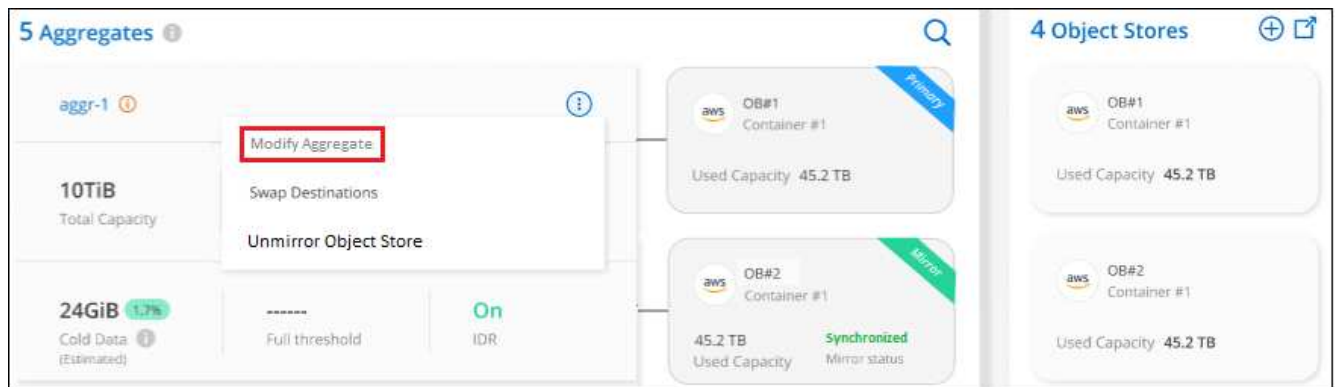 5 Aggregates
4 Object Stores
aggr-1
Modify Aggregate
Swap Destinations
Unmirror Object Store
10TiB
Total Capacity
24GiB 1.7%
Cold Data
(Estimated)
------
Full threshold
On
IDR
aws
OB#1
Container #1
Primary
Used Capacity 45.2 TB
aws
OB#2
Container #1
Mirror
45.2 TB
Used Capacity
Synchronized
Mirror status
aws
OB#1
Container #1
Used Capacity 45.2 TB
aws
OB#2
Container #1
Used Capacity 45.2 TB